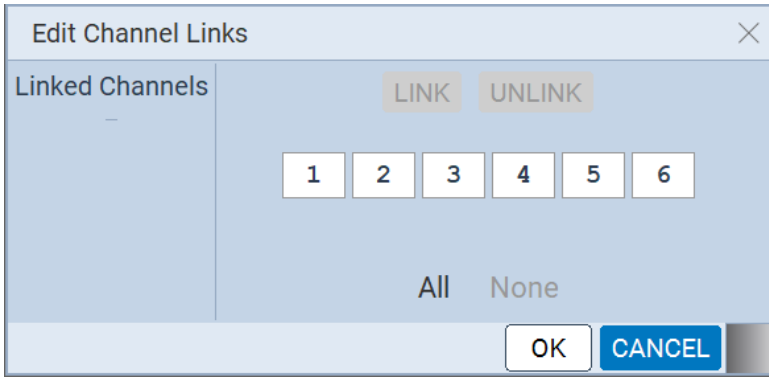 Edit Channel Links
Linked Channels
–
LINK UNLINK
1 2 3 4 5 6
All None
OK CANCEL